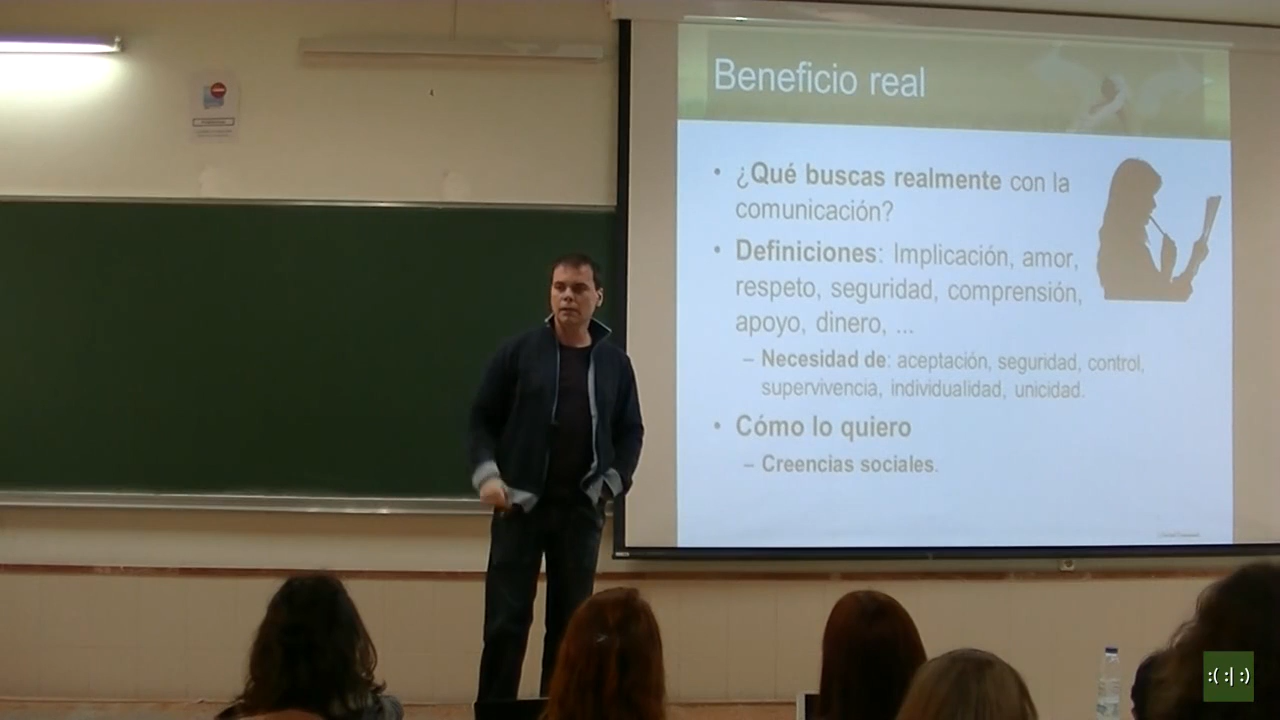 Beneficio real
• ¿Qué buscas realmente con la
comunicación?
• Definiciones: Implicación, amor,
respeto, seguridad, comprensión,
apoyo, dinero, ...
– Necesidad de: aceptación, seguridad, control,
supervivencia, individualidad, unicidad.
• Cómo lo quiero
– Creencias sociales.
:( :| :)